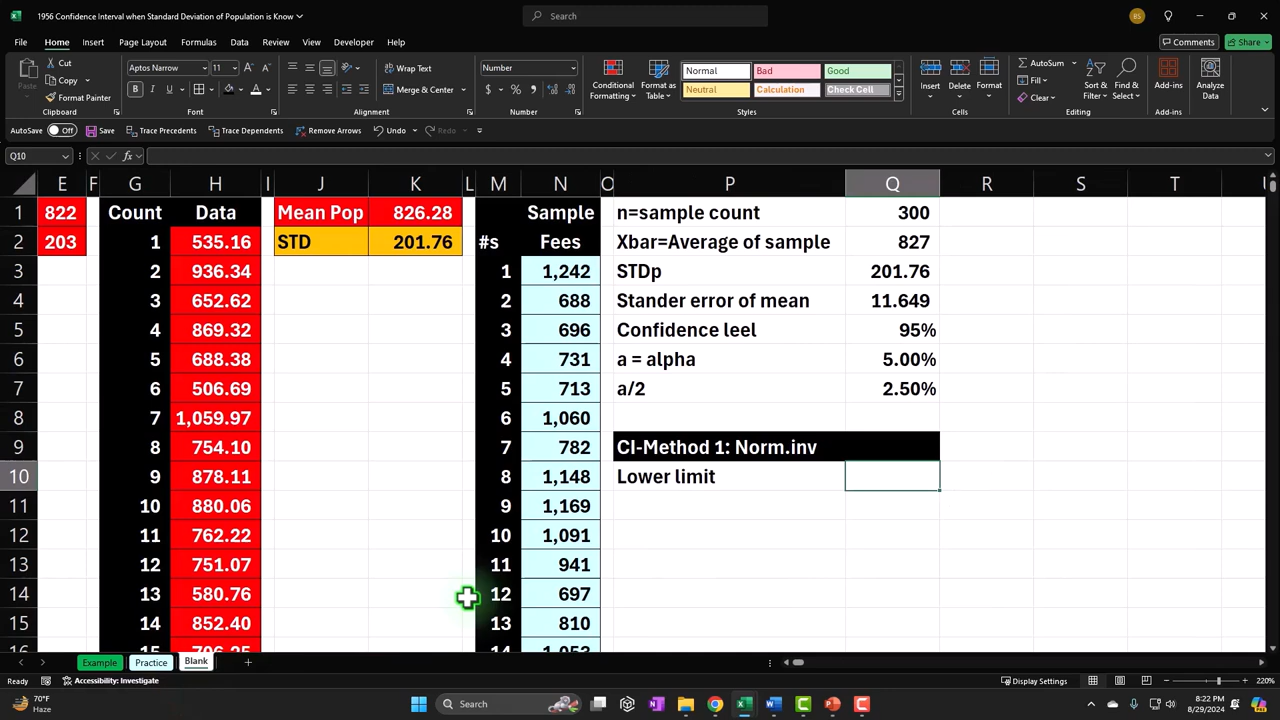 1956 Confidence Interval when Standard Deviation of Population is Know
Search
BS
File Home Insert Page Layout Formulas Data Review View Developer Help
Comments Share
Paste
Cut
Copy
Format Painter
Clipboard
Aptos Narrow 11
Font
Wrap Text
Merge & Center
Alignment
Number
Number
Conditional Formatting
Format as Table
Normal Bad Good
Neutral Calculation Check Cell
Styles
Insert Delete Format
Cells
AutoSum
Clear
Sort & Filter
Find & Select
Editing
Add-ins
Add-ins
Analyze Data
AutoSave Off Save Trace Precedents Trace Dependents Remove Arrows Undo Redo
Q10 fx
E F G H I J K L M N O P Q R S T
1 822 Count Data Mean Pop 826.28 Sample n=sample count 300
2 203 1 535.16 STD 201.76 #s Fees Xbar=Average of sample 827
3 2 936.34 1 1,242 STDp 201.76
4 3 652.62 2 688 Stander error of mean 11.649
5 4 869.32 3 696 Confidence leel 95%
6 5 688.38 4 731 a = alpha 5.00%
7 6 506.69 5 713 a/2 2.50%
8 7 1,059.97 6 1,060
9 8 754.10 7 782 CI-Method 1: Norm.inv
10 9 878.11 8 1,148 Lower limit
11 10 880.06 9 1,169
12 11 762.22 10 1,091
13 12 751.07 11 941
14 13 580.76 12 697
15 14 852.40 13 810
16 15 706.25 14 1,053
Example Practice Blank
Ready Accessibility: Investigate Display Settings 220%
70°F
Haze
Search
8:22 PM
8/29/2024